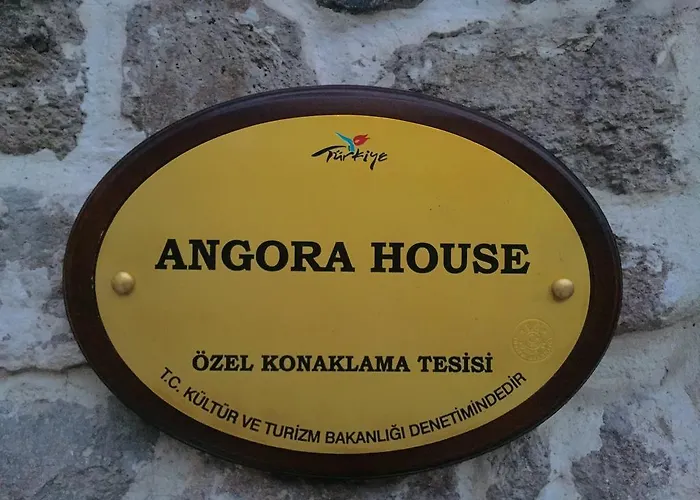 Türkiye
ANGORA HOUSE
ÖZEL KONAKLAMA TESİSİ
T.C. KÜLTÜR VE TURİZM BAKANLIĞI DENETİMİNDEDİR